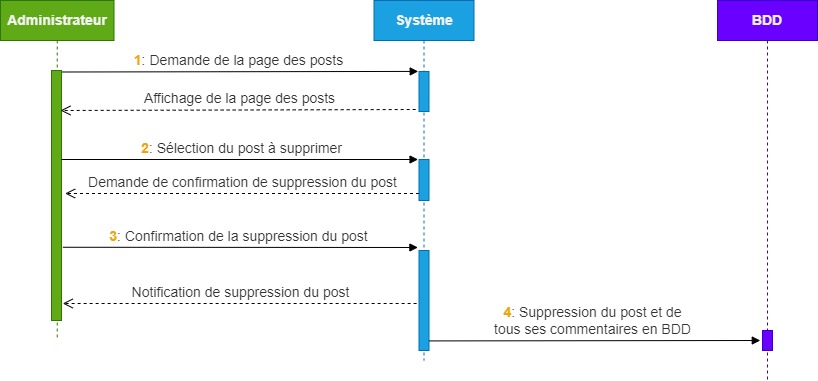 Administrateur
Système
BDD
1: Demande de la page des posts
Affichage de la page des posts
2: Sélection du post à supprimer
Demande de confirmation de suppression du post
3: Confirmation de la suppression du post
Notification de suppression du post
4: Suppression du post et de
tous ses commentaires en BDD